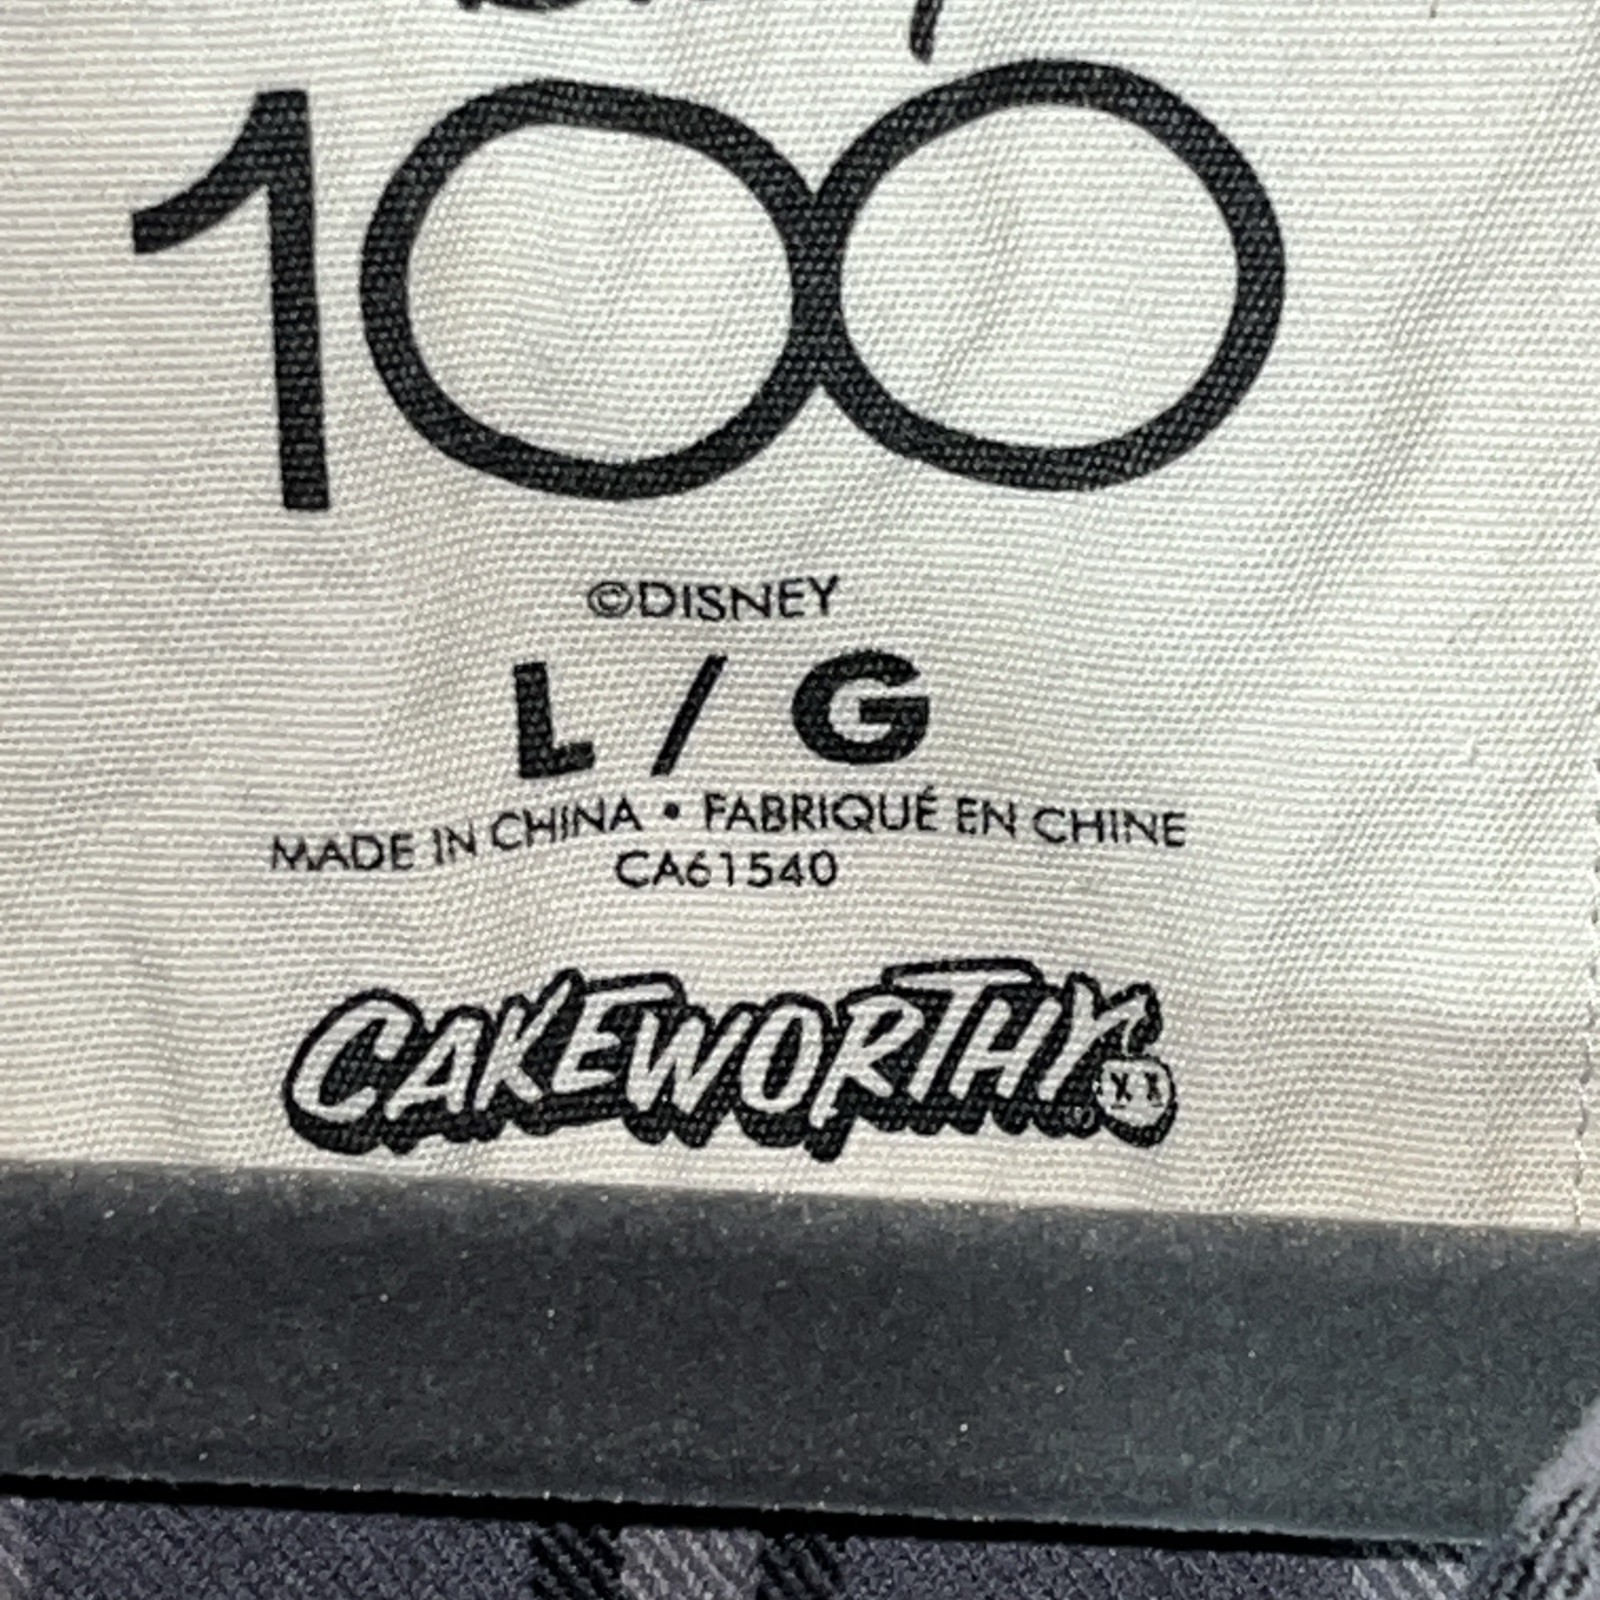 100
©DISNEY
L / G
MADE IN CHINA • FABRIQUÉ EN CHINE
CA61540
CAKEWORTHY